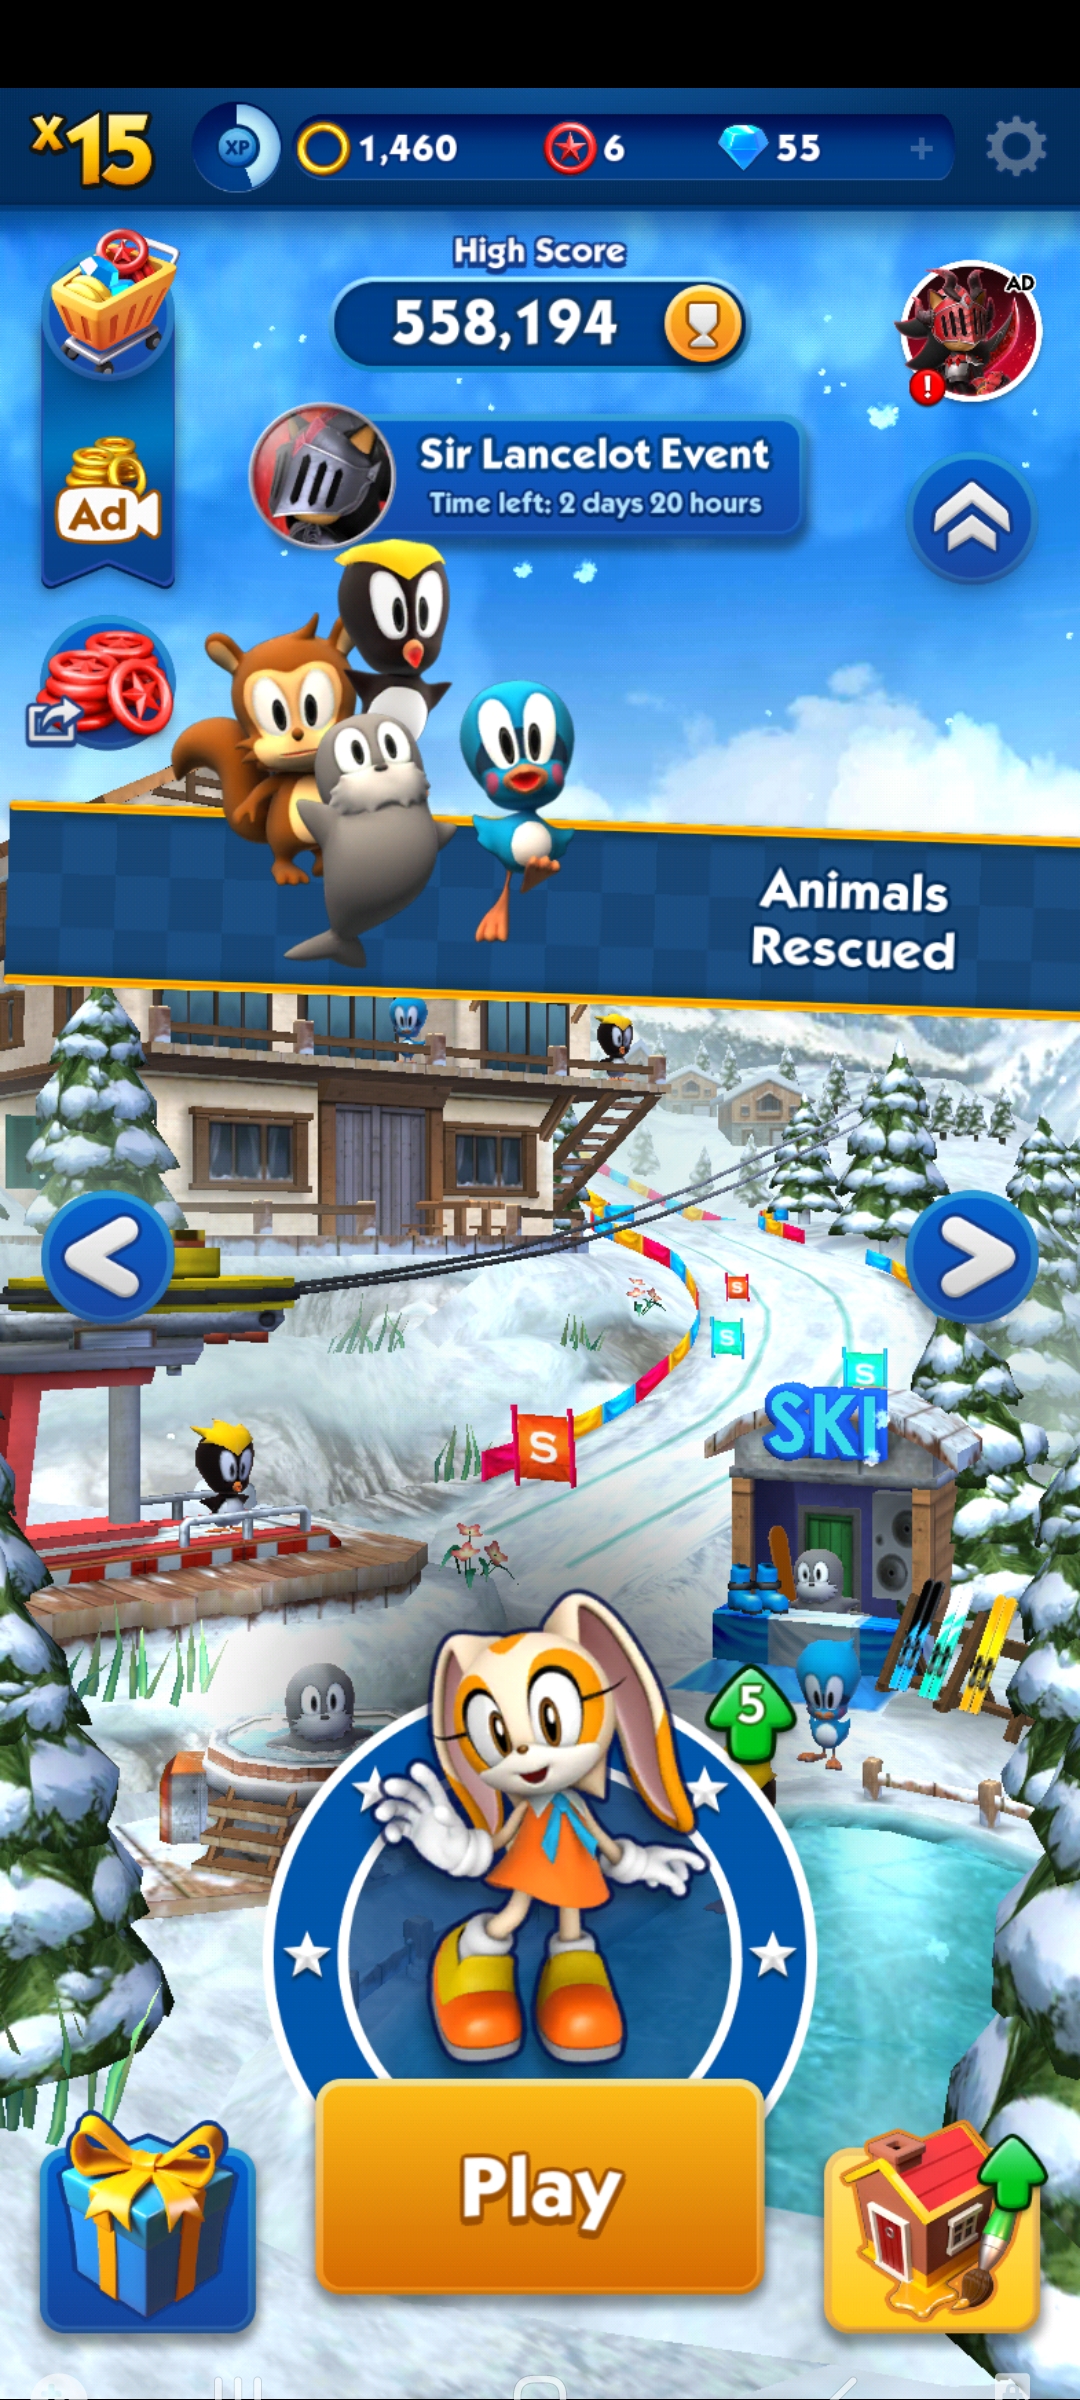 x15
XP
1,460
6
55
+
High Score
558,194
AD
!
Sir Lancelot Event
Time left: 2 days 20 hours
Ad
Animals
Rescued
S
S
S
S
SKI
5
Play